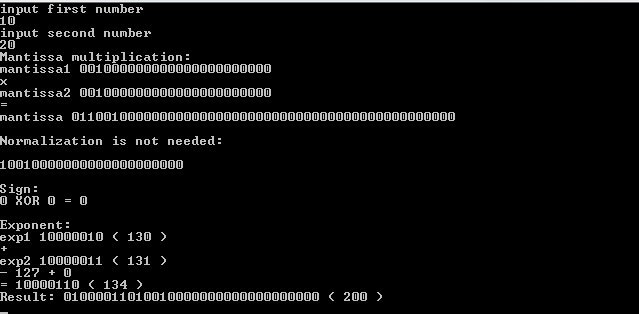 input first number
10
input second number
20
Mantissa multiplication:
mantissa1 001000000000000000000000
x
mantissa2 001000000000000000000000
=
mantissa 011001000000000000000000000000000000000000000000
Normalization is not needed:
10010000000000000000000
Sign:
0 XOR 0 = 0
Exponent:
exp1 10000010 ( 130 )
+
exp2 10000011 ( 131 )
- 127 + 0
= 10000110 ( 134 )
Result: 01000011010010000000000000000000 ( 200 )